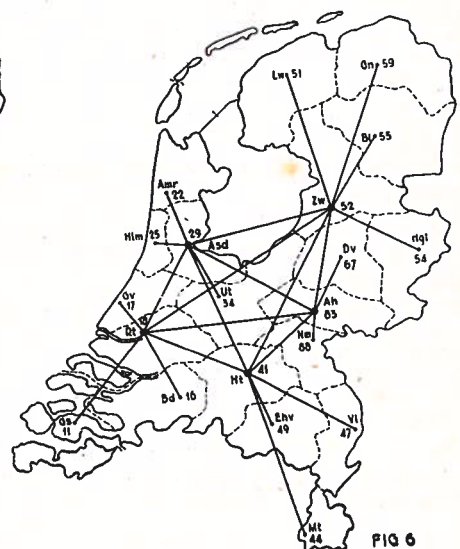 Lw 51
Gn 59
Bl 55
Amr
22
Zw
52
Hlm 25
29
Asd
Hgl
54
Dv
67
Gv
17
Ut
34
Ah
83
Rt
Nm
88
Ht
41
Bd
16
Ehv
49
Vl
47
Gs
11
Mt
44
FIG 6